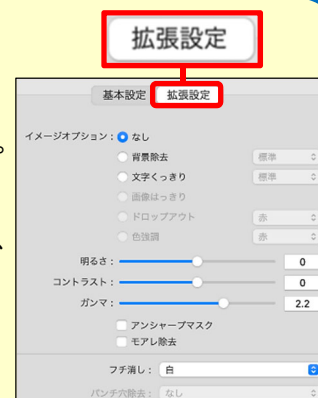 拡張設定
基本設定 拡張設定
。
イメージオプション: なし
背景除去 標準
文字くっきり 標準
画像はっきり
ドロップアウト 赤
色強調 赤
、
明るさ: 0
コントラスト: 0
ガンマ: 2.2
アンシャープマスク
モアレ除去
フチ消し: 白
パンチ穴除去: なし